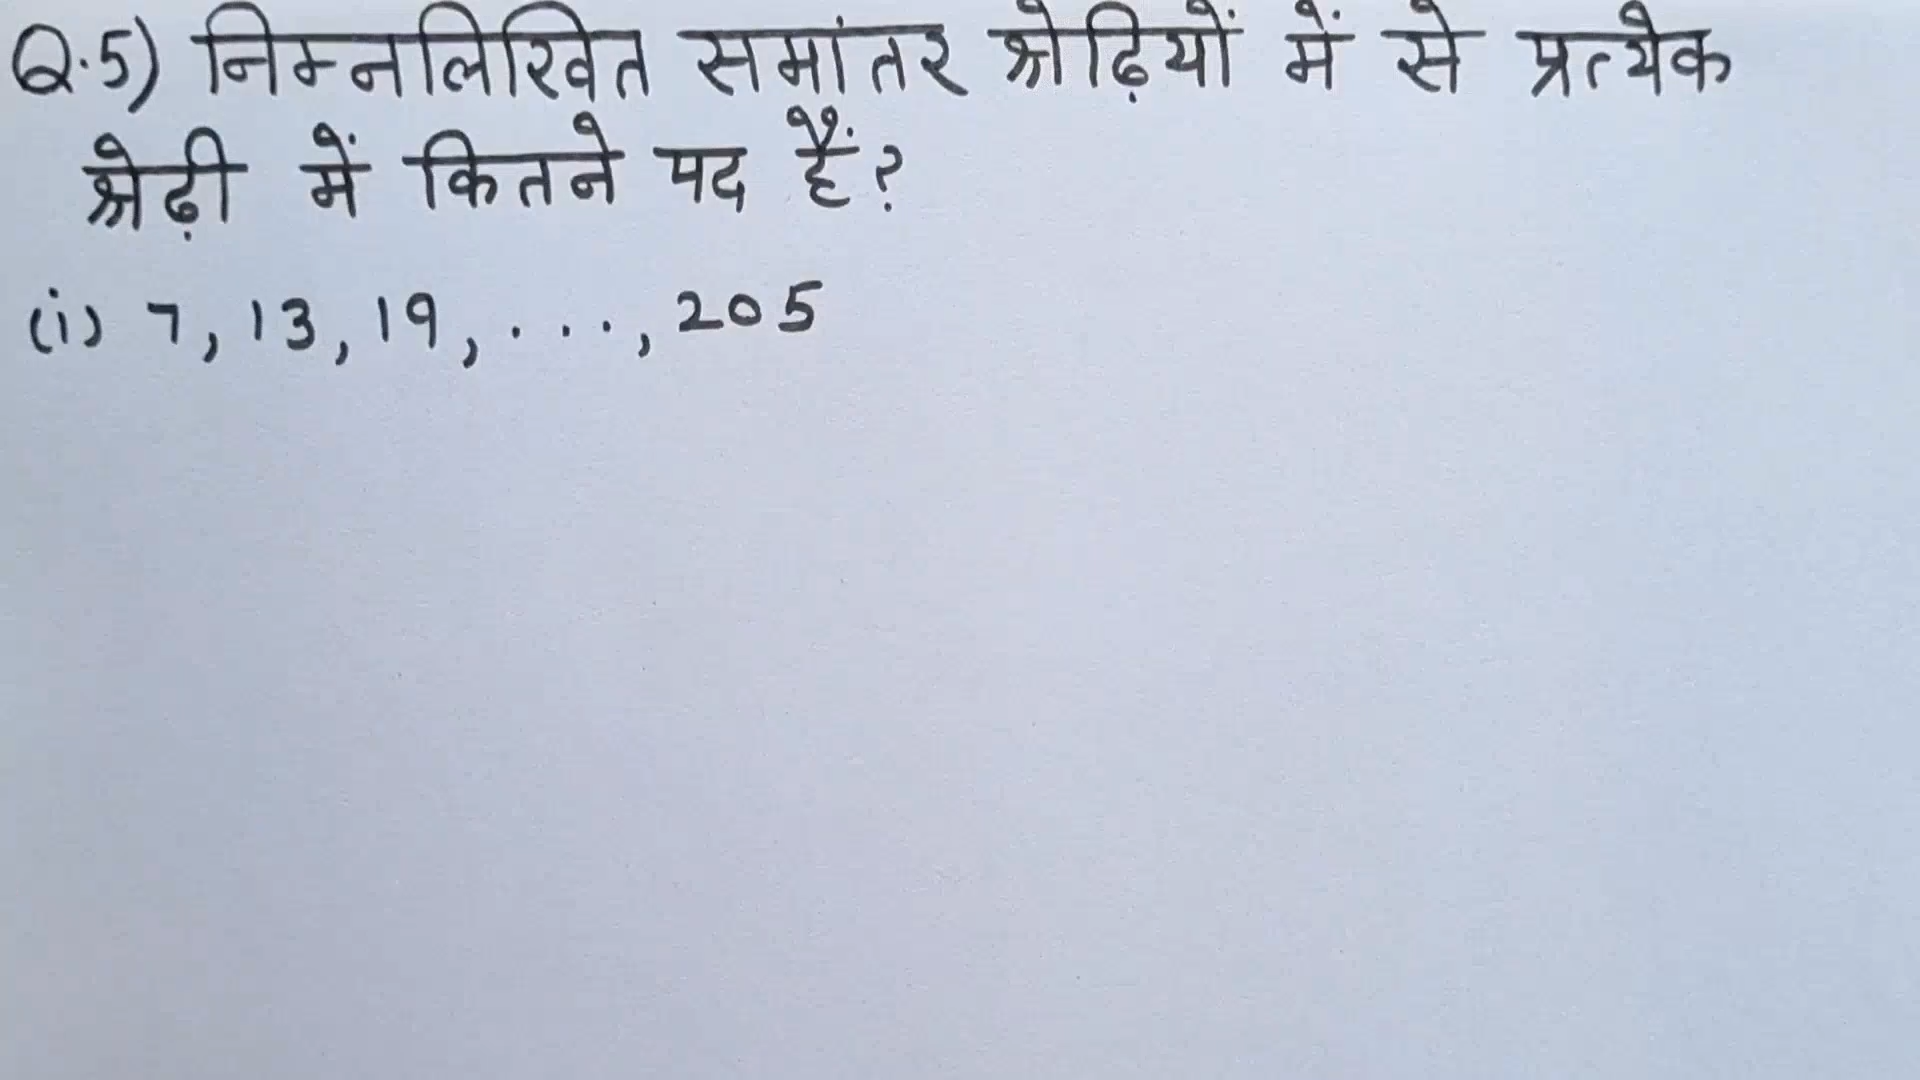 Q.5) निम्नलिखित समांतर श्रेढ़ियों में से प्रत्येक
श्रेढ़ी में कितने पद हैं?
(i) 7, 13, 19, ..., 205